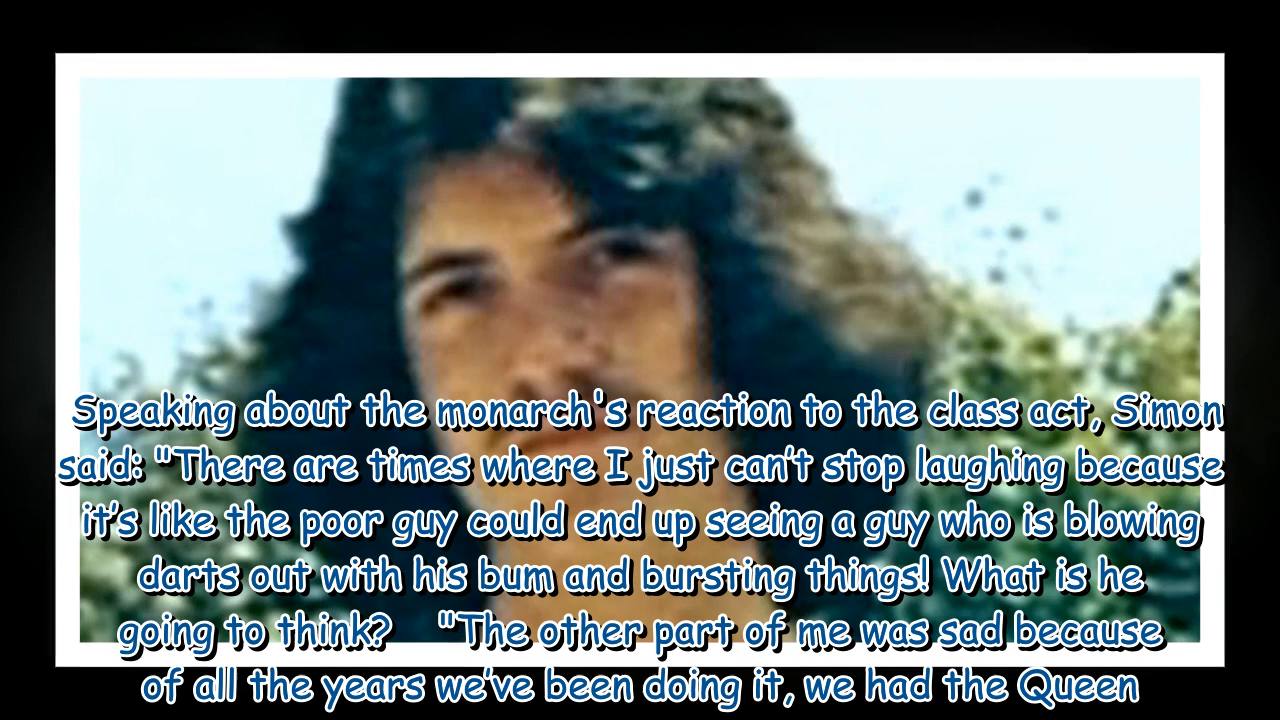 Speaking about the monarch's reaction to the class act, Simon
said: "There are times where I just can’t stop laughing because
it’s like the poor guy could end up seeing a guy who is blowing
darts out with his bum and bursting things! What is he
going to think?    "The other part of me was sad because
of all the years we’ve been doing it, we had the Queen